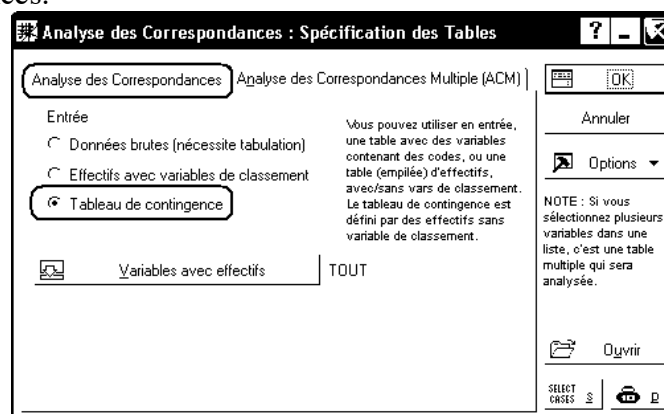 ces.
Analyse des Correspondances : Spécification des Tables
Analyse des Correspondances
Analyse des Correspondances Multiple (ACM)
Entrée
Données brutes (nécessite tabulation)
Effectifs avec variables de classement
Tableau de contingence
Vous pouvez utiliser en entrée,
une table avec des variables
contenant des codes, ou une
table (empilée) d'effectifs,
avec/sans vars de classement.
Le tableau de contingence est
défini par des effectifs sans
variable de classement.
Variables avec effectifs
TOUT
OK
Annuler
Options
NOTE : Si vous
sélectionnez plusieurs
variables dans une
liste, c'est une table
multiple qui sera
analysée.
Ouvrir
SELECT
CASES S
D